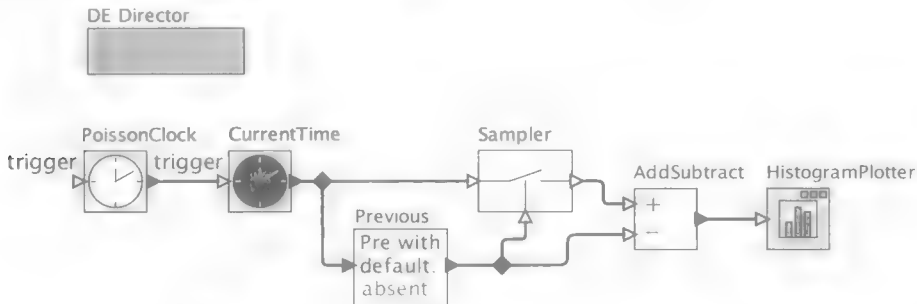 DE Director
PoissonClock
CurrentTime
Sampler
trigger
trigger
AddSubtract
HistogramPlotter
+
−
Previous
Pre with
default.
absent